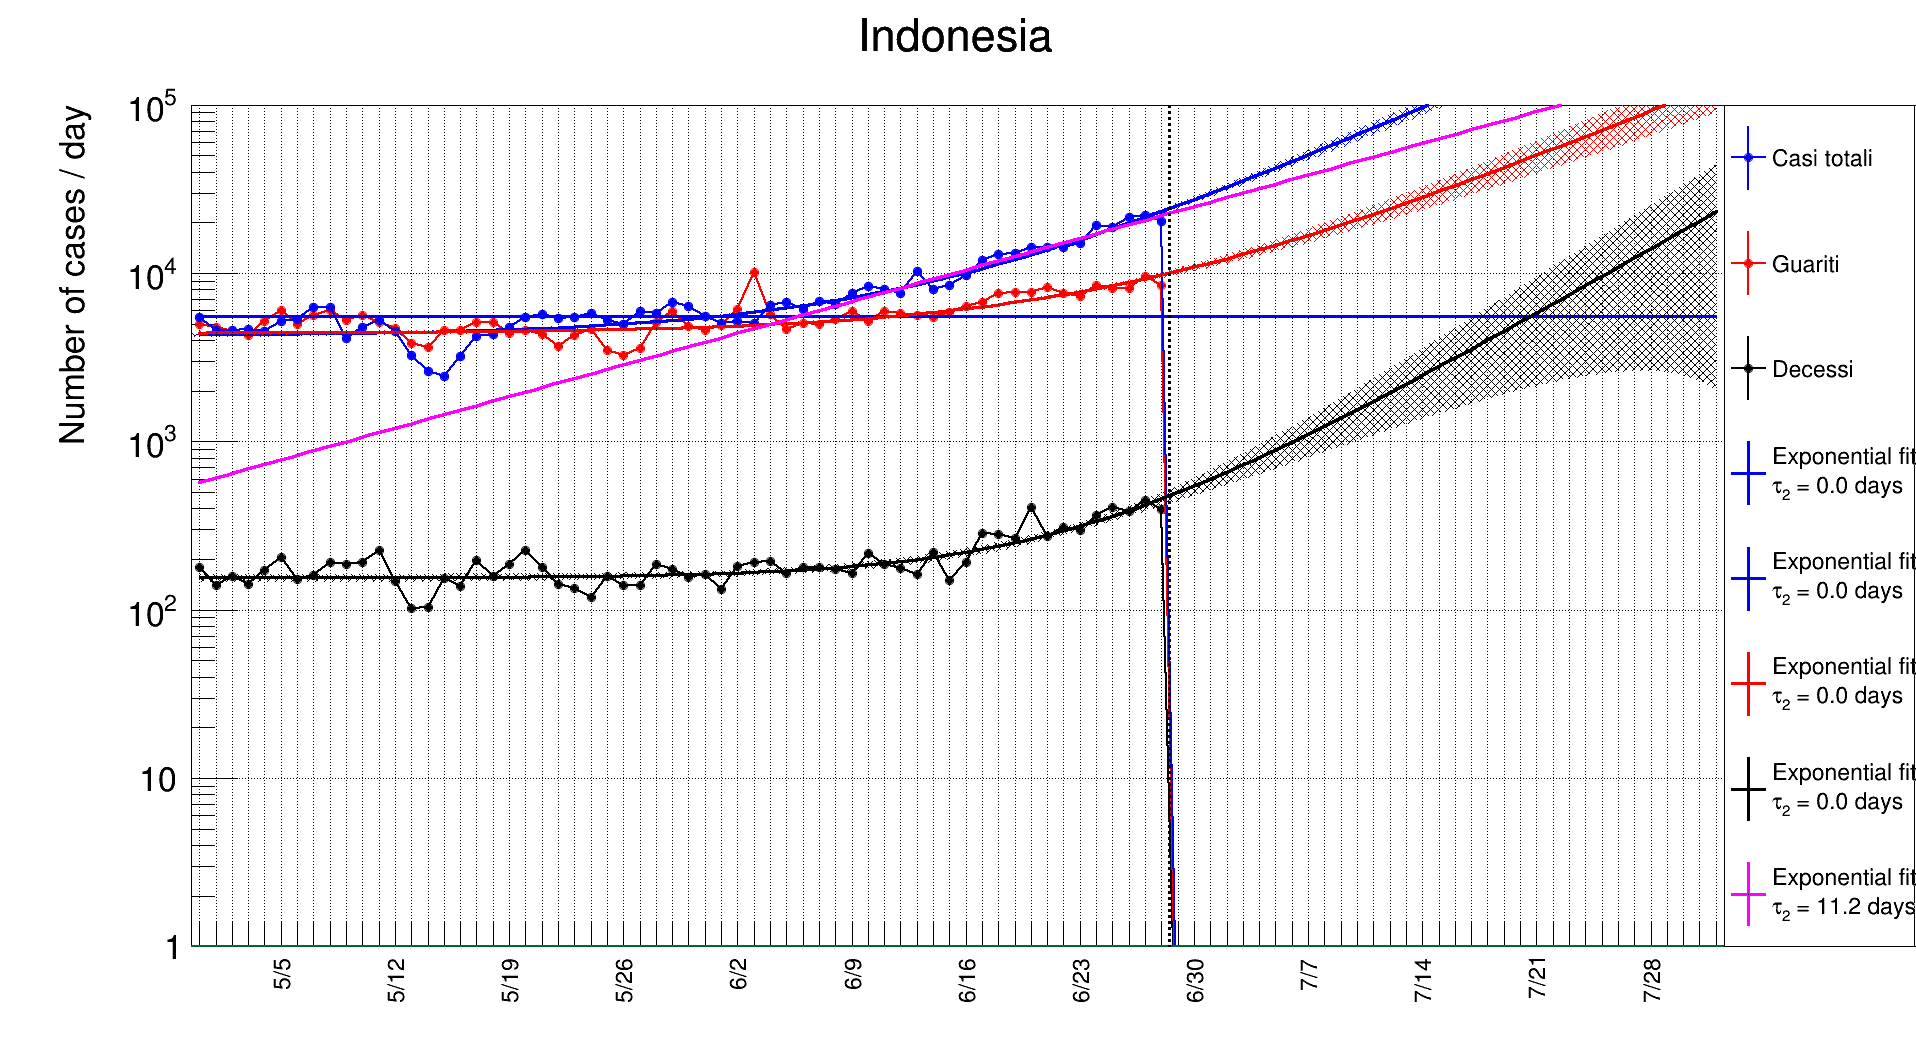 Indonesia
Number of cases / day
10^5
10^4
10^3
10^2
10
1
5/5
5/12
5/19
5/26
6/2
6/9
6/16
6/23
6/30
7/7
7/14
7/21
7/28
Casi totali
Guariti
Decessi
Exponential fit
τ₂ = 0.0 days
Exponential fit
τ₂ = 0.0 days
Exponential fit
τ₂ = 0.0 days
Exponential fit
τ₂ = 0.0 days
Exponential fit
τ₂ = 11.2 days